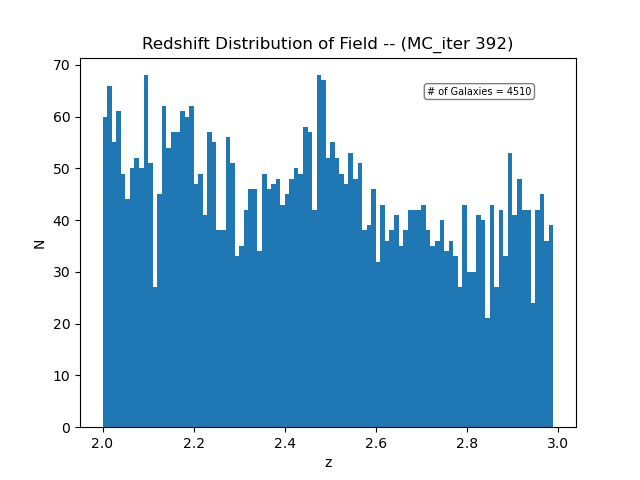 Redshift Distribution of Field -- (MC_iter 392)
# of Galaxies = 4510
70
60
50
40
30
20
10
0
N
2.0 2.2 2.4 2.6 2.8 3.0
z